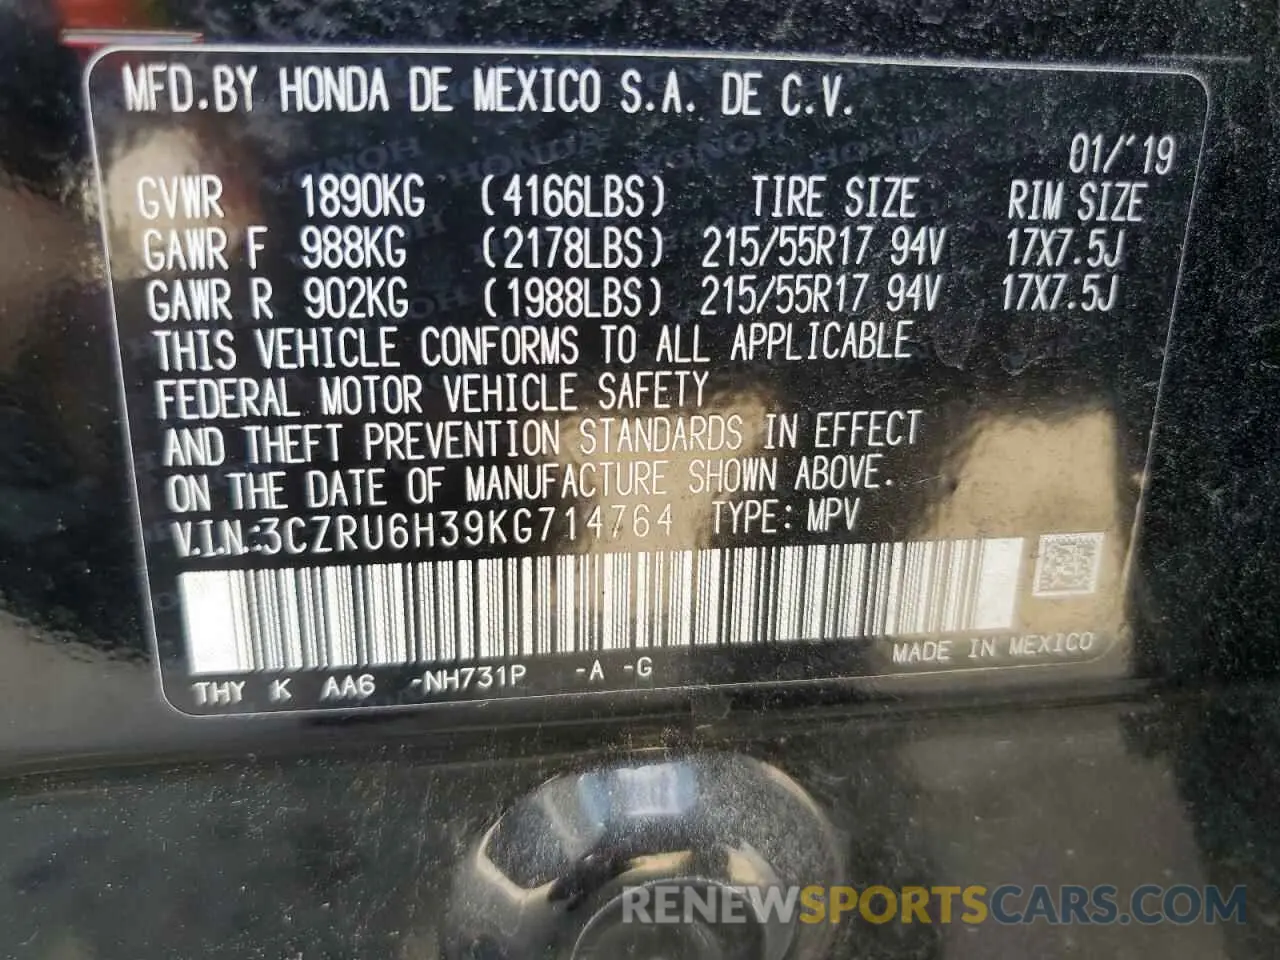 MFD.BY HONDA DE MEXICO S.A. DE C.V.
01/'19
GVWR 1890KG (4166LBS) TIRE SIZE RIM SIZE
GAWR F 988KG (2178LBS) 215/55R17 94V 17X7.5J
GAWR R 902KG (1988LBS) 215/55R17 94V 17X7.5J
THIS VEHICLE CONFORMS TO ALL APPLICABLE
FEDERAL MOTOR VEHICLE SAFETY
AND THEFT PREVENTION STANDARDS IN EFFECT
ON THE DATE OF MANUFACTURE SHOWN ABOVE.
V.I.N.:3CZRU6H39KG714764 TYPE: MPV
MADE IN MEXICO
THY K AA6 -NH731P -A -G
RENEWSPORTSCARS.COM